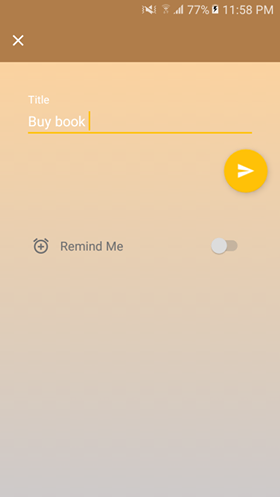 77% 11:58 PM
Title
Buy book
Remind Me